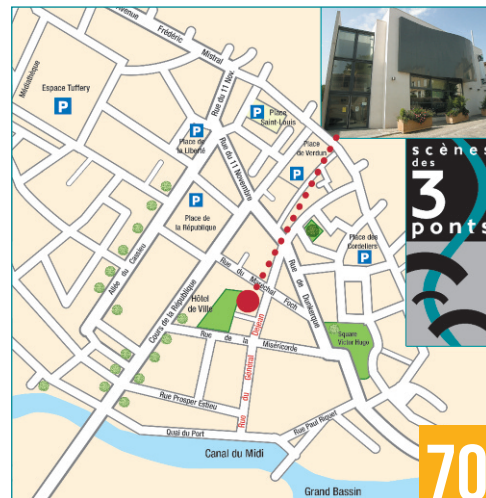 Avenue Frédéric Mistral
Médiathèque
Espace Tuffery
P
Rue du 11 Nov.
P
Place
Saint-Louis
P
Place de
la Liberté
Rue du 11 Novembre
Place
de Verdun
P
P
Place de
la République
Place des
Cordeliers
P
Allée du Castéu
Cours de la République
Rue du Maréchal Foch
Rue de Dunkerque
Hôtel
de Ville
Rue de la Miséricorde
Square
Victor Hugo
Rue du Général
Rue Prosper Estieu
Rue Paul Riquet
Quai du Port
Canal du Midi
Grand Bassin
scènes
des
3
ponts
70